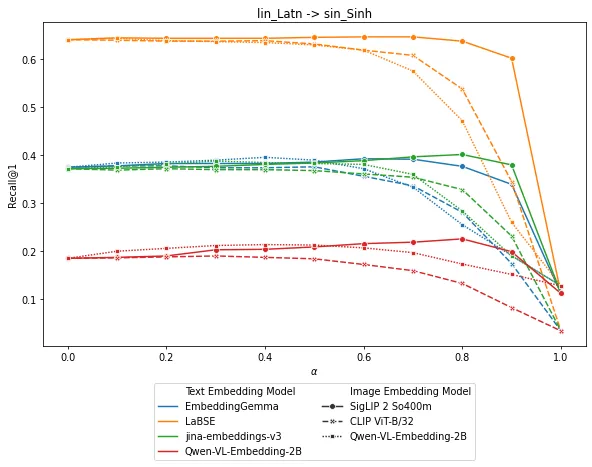 lin_Latn -> sin_Sinh
Recall@1
0.6
0.5
0.4
0.3
0.2
0.1
0.0 0.2 0.4 0.6 0.8 1.0
α
Text Embedding Model Image Embedding Model
EmbeddingGemma SigLIP 2 So400m
LaBSE CLIP ViT-B/32
jina-embeddings-v3 Qwen-VL-Embedding-2B
Qwen-VL-Embedding-2B